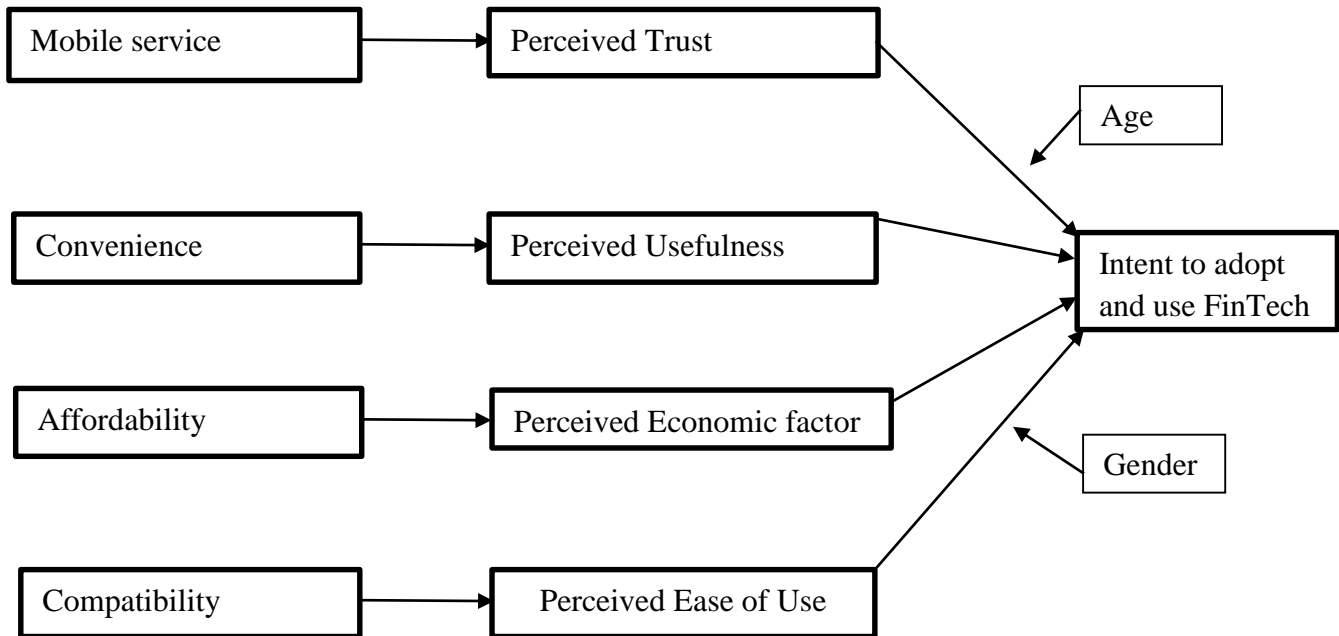 Mobile service
Perceived Trust
Age
Convenience
Perceived Usefulness
Intent to adopt
and use FinTech
Affordability
Perceived Economic factor
Gender
Compatibility
Perceived Ease of Use